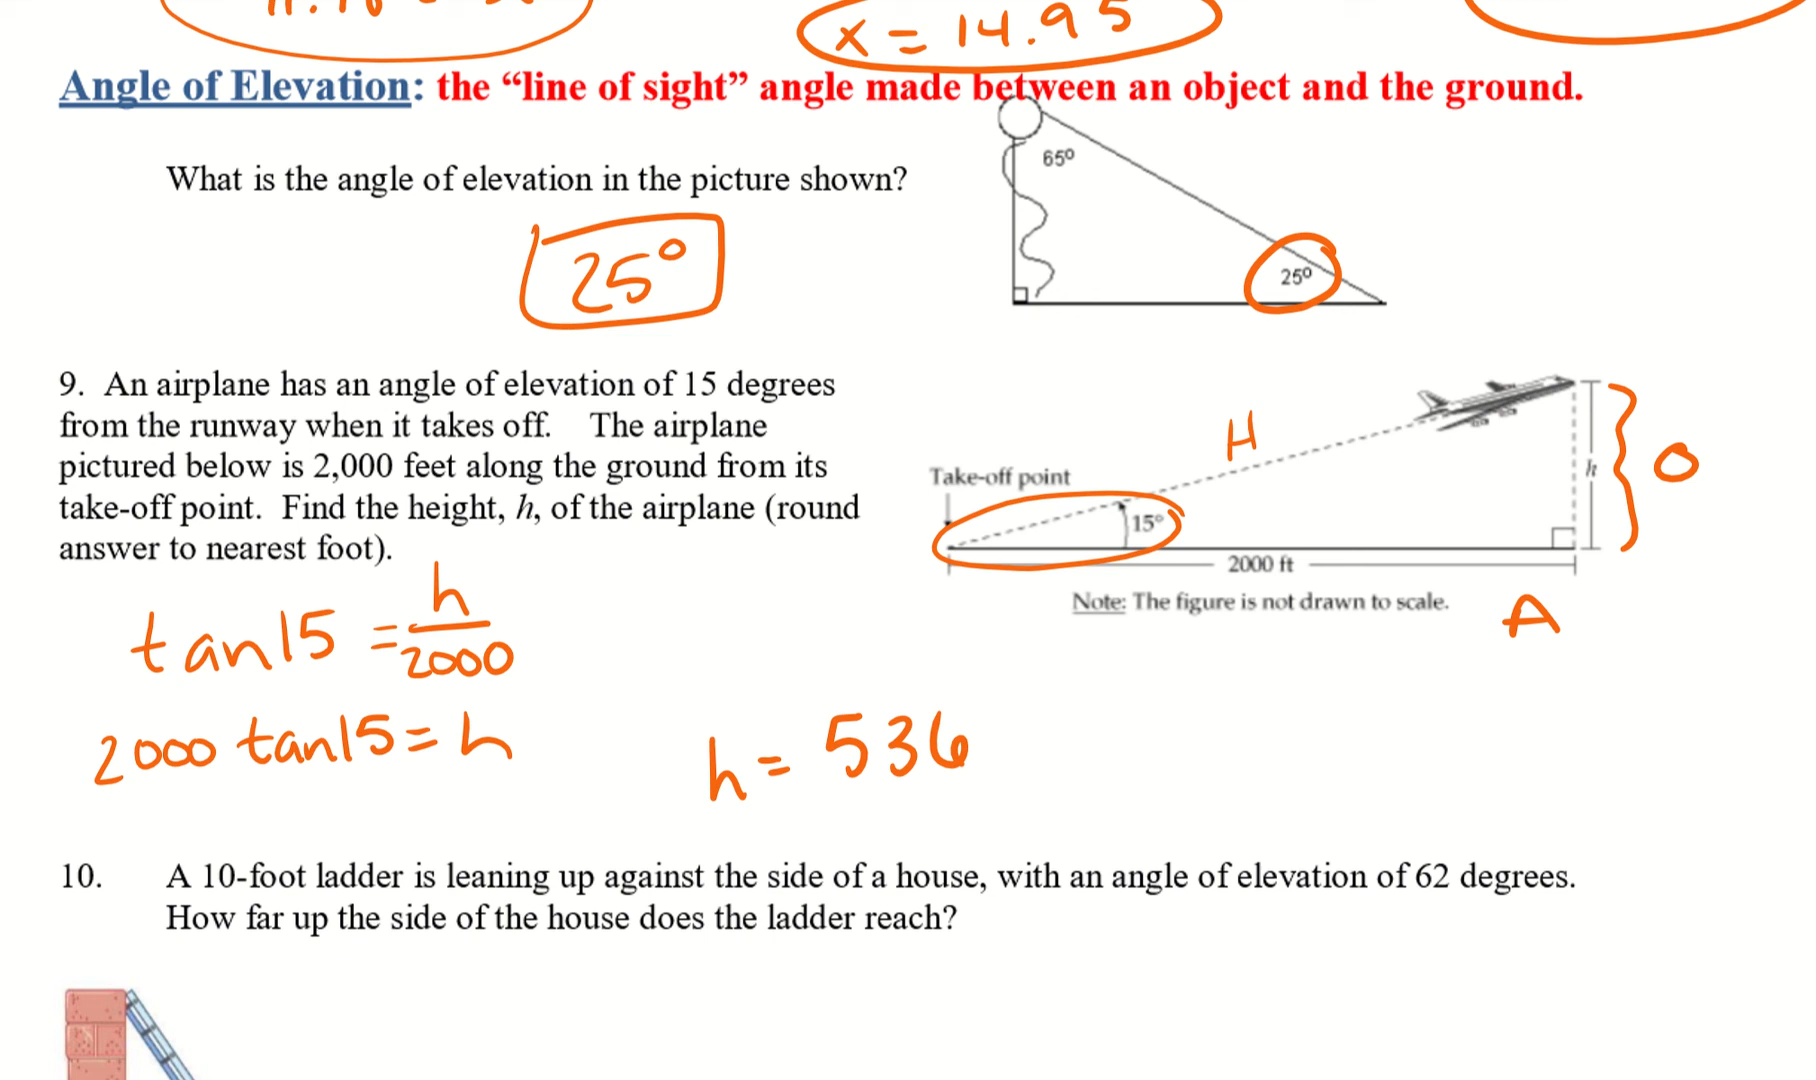 x = 14.95
Angle of Elevation: the “line of sight” angle made between an object and the ground.
65º
What is the angle of elevation in the picture shown?
25º
25º
9. An airplane has an angle of elevation of 15 degrees
from the runway when it takes off. The airplane
pictured below is 2,000 feet along the ground from its
take-off point. Find the height, h, of the airplane (round
answer to nearest foot).
H
h
O
Take-off point
15º
2000 ft
Note: The figure is not drawn to scale.
A
tan15 = h/2000
2000 tan15 = h
h = 536
10. A 10-foot ladder is leaning up against the side of a house, with an angle of elevation of 62 degrees.
How far up the side of the house does the ladder reach?